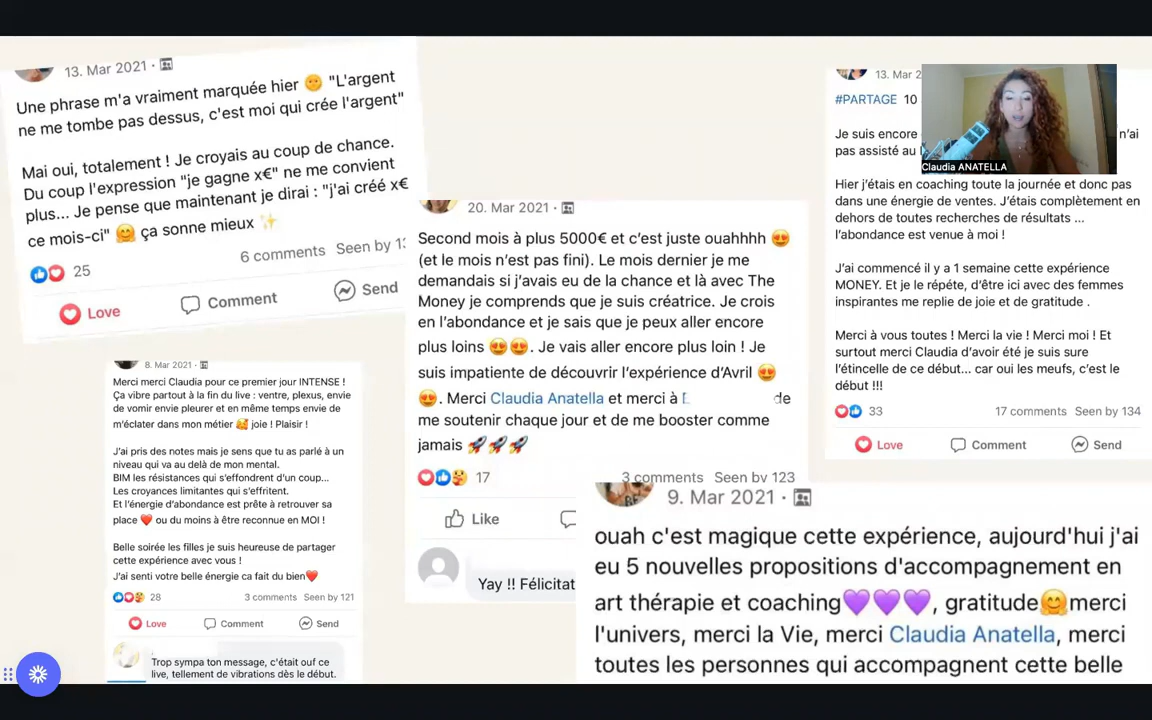 13. Mar 2021 ·
Une phrase m'a vraiment marquée hier 🌞 "L'argent
ne me tombe pas dessus, c'est moi qui crée l'argent"
Mai oui, totalement ! Je croyais au coup de chance.
Du coup l'expression "je gagne x€" ne me convient
plus... Je pense que maintenant je dirai : "j'ai créé x€
ce mois-ci" 🤗 ça sonne mieux ✨
25
6 comments Seen by 13
Love
Comment
Send
8. Mar 2021 ·
Merci merci Claudia pour ce premier jour INTENSE !
Ça vibre partout à la fin du live : ventre, plexus, envie
de vomir envie pleurer et en même temps envie de
m'éclater dans mon métier 🥰 joie ! Plaisir !
J'ai pris des notes mais je sens que tu as parlé à un
niveau qui va au delà de mon mental.
BIM les résistances qui s'effondrent d'un coup...
Les croyances limitantes qui s'effritent.
Et l'énergie d'abondance est prête à retrouver sa
place ❤️ ou du moins à être reconnue en MOI !
Belle soirée les filles je suis heureuse de partager
cette expérience avec vous !
J'ai senti votre belle énergie ca fait du bien❤️
28
3 comments Seen by 121
Love
Comment
Send
Trop sympa ton message, c'était ouf ce
live, tellement de vibrations dès le début.
20. Mar 2021 ·
Second mois à plus 5000€ et c'est juste ouahhhh 😍
(et le mois n'est pas fini). Le mois dernier je me
demandais si j'avais eu de la chance et là avec The
Money je comprends que je suis créatrice. Je crois
en l'abondance et je sais que je peux aller encore
plus loins 😍😍. Je vais aller encore plus loin ! Je
suis impatiente de découvrir l'expérience d'Avril 😍
😍. Merci Claudia Anatella et merci à de
me soutenir chaque jour et de me booster comme
jamais 🚀🚀🚀
17
3 comments Seen by 123
Like
Yay !! Félicitat
9. Mar 2021 ·
ouah c'est magique cette expérience, aujourd'hui j'ai
eu 5 nouvelles propositions d'accompagnement en
art thérapie et coaching💜💜💜, gratitude🤗merci
l'univers, merci la Vie, merci Claudia Anatella, merci
toutes les personnes qui accompagnent cette belle
13. Mar 2
#PARTAGE 10
Je suis encore n'ai
pas assisté au
Claudia ANATELLA
Hier j'étais en coaching toute la journée et donc pas
dans une énergie de ventes. J'étais complètement en
dehors de toutes recherches de résultats ...
l'abondance est venue à moi !
J'ai commencé il y a 1 semaine cette expérience
MONEY. Et je le répéte, d'être ici avec des femmes
inspirantes me replie de joie et de gratitude .
Merci à vous toutes ! Merci la vie ! Merci moi ! Et
surtout merci Claudia d'avoir été je suis sure
l'étincelle de ce début... car oui les meufs, c'est le
début !!!
33
17 comments Seen by 134
Love
Comment
Send